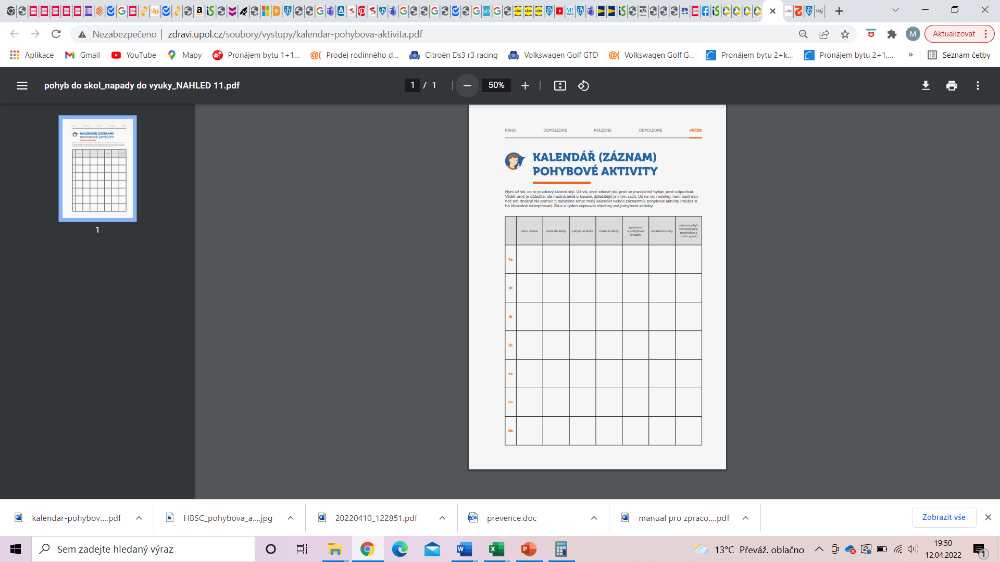 Nezabezpečeno | zdravi.upol.cz/soubory/vystupy/kalendar-pohybova-aktivita.pdf
M
Aktualizovat
Aplikace
Gmail
YouTube
Mapy
Pronájem bytu 1+1...
Prodej rodinného d...
Citroën Ds3 r3 racing
Volkswagen Golf GTD
Volkswagen Golf G...
Pronájem bytu 2+k...
Pronájem bytu 2+1,...
»
Seznam četby
pohyb do skol_napady do vyuky_NAHLED 11.pdf
1 / 1
50%
KALENDÁŘ (ZÁZNAM)
POHYBOVÉ AKTIVITY
1
RÁNO
DOPOLEDNE
POLEDNE
ODPOLEDNE
VEČER
KALENDÁŘ (ZÁZNAM)
POHYBOVÉ AKTIVITY
Nyní už víš, co to je zdravý životní styl. Už víš, proč zdravě jíst, proč se pravidelně hýbat, proč odpočívat.
Vědět proč je důležité, ale možná ještě o kousek důležitější je s tím začít. Už na nic nečekej, není lepší den
než ten dnešní! Na pomoc ti nabízíme tento malý kalendář neboli záznamník pohybové aktivity (můžeš si
ho libovolně nakopírovat). Zkus si týden zapisovat všechny své pohybové aktivity.
ráno, doma
cesta do školy
pohyb ve škole
cesta ze školy
sportovní
a pohybové
kroužky
ostatní kroužky
ostatní pohyb
(venčení psa,
procházka s
rodiči apod.)
Po
Út
St
Čt
Pá
So
Ne
kalendar-pohybov....pdf
HBSC_pohybova_a....jpg
20220410_122851.pdf
prevence.doc
manual pro zpraco....pdf
Zobrazit vše
Sem zadejte hledaný výraz
13°C Převáž. oblačno
19:50
12.04.2022
1